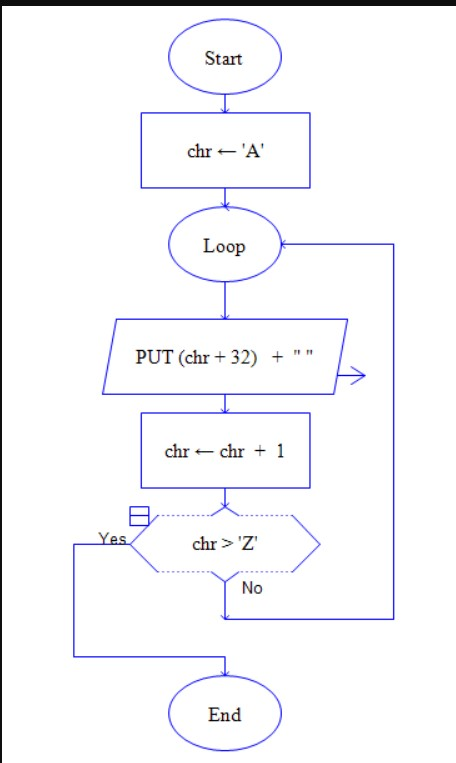 Start
chr ← 'A'
Loop
PUT (chr + 32) + " "
chr ← chr + 1
Yes
chr > 'Z'
No
End